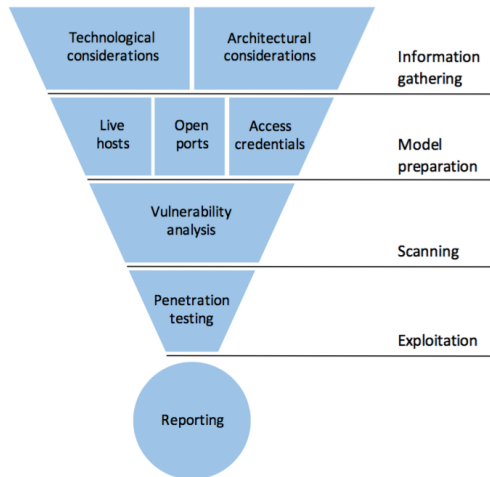 Technological
considerations
Architectural
considerations
Information
gathering
Live
hosts
Open
ports
Access
credentials
Model
preparation
Vulnerability
analysis
Scanning
Penetration
testing
Exploitation
Reporting